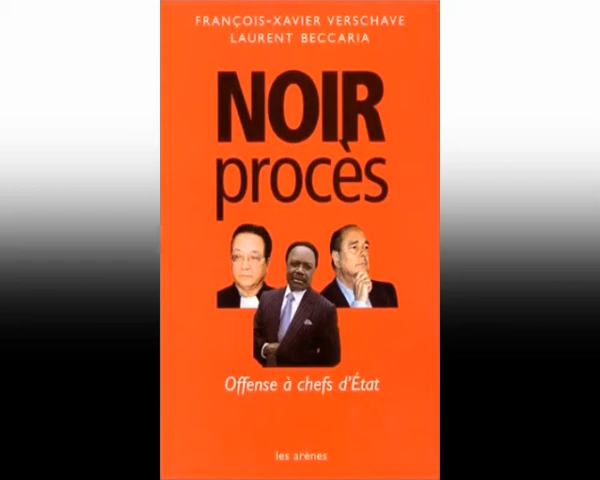 FRANÇOIS-XAVIER VERSCHAVE
LAURENT BECCARIA
NOIR
procès
Offense à chefs d'État
les arènes